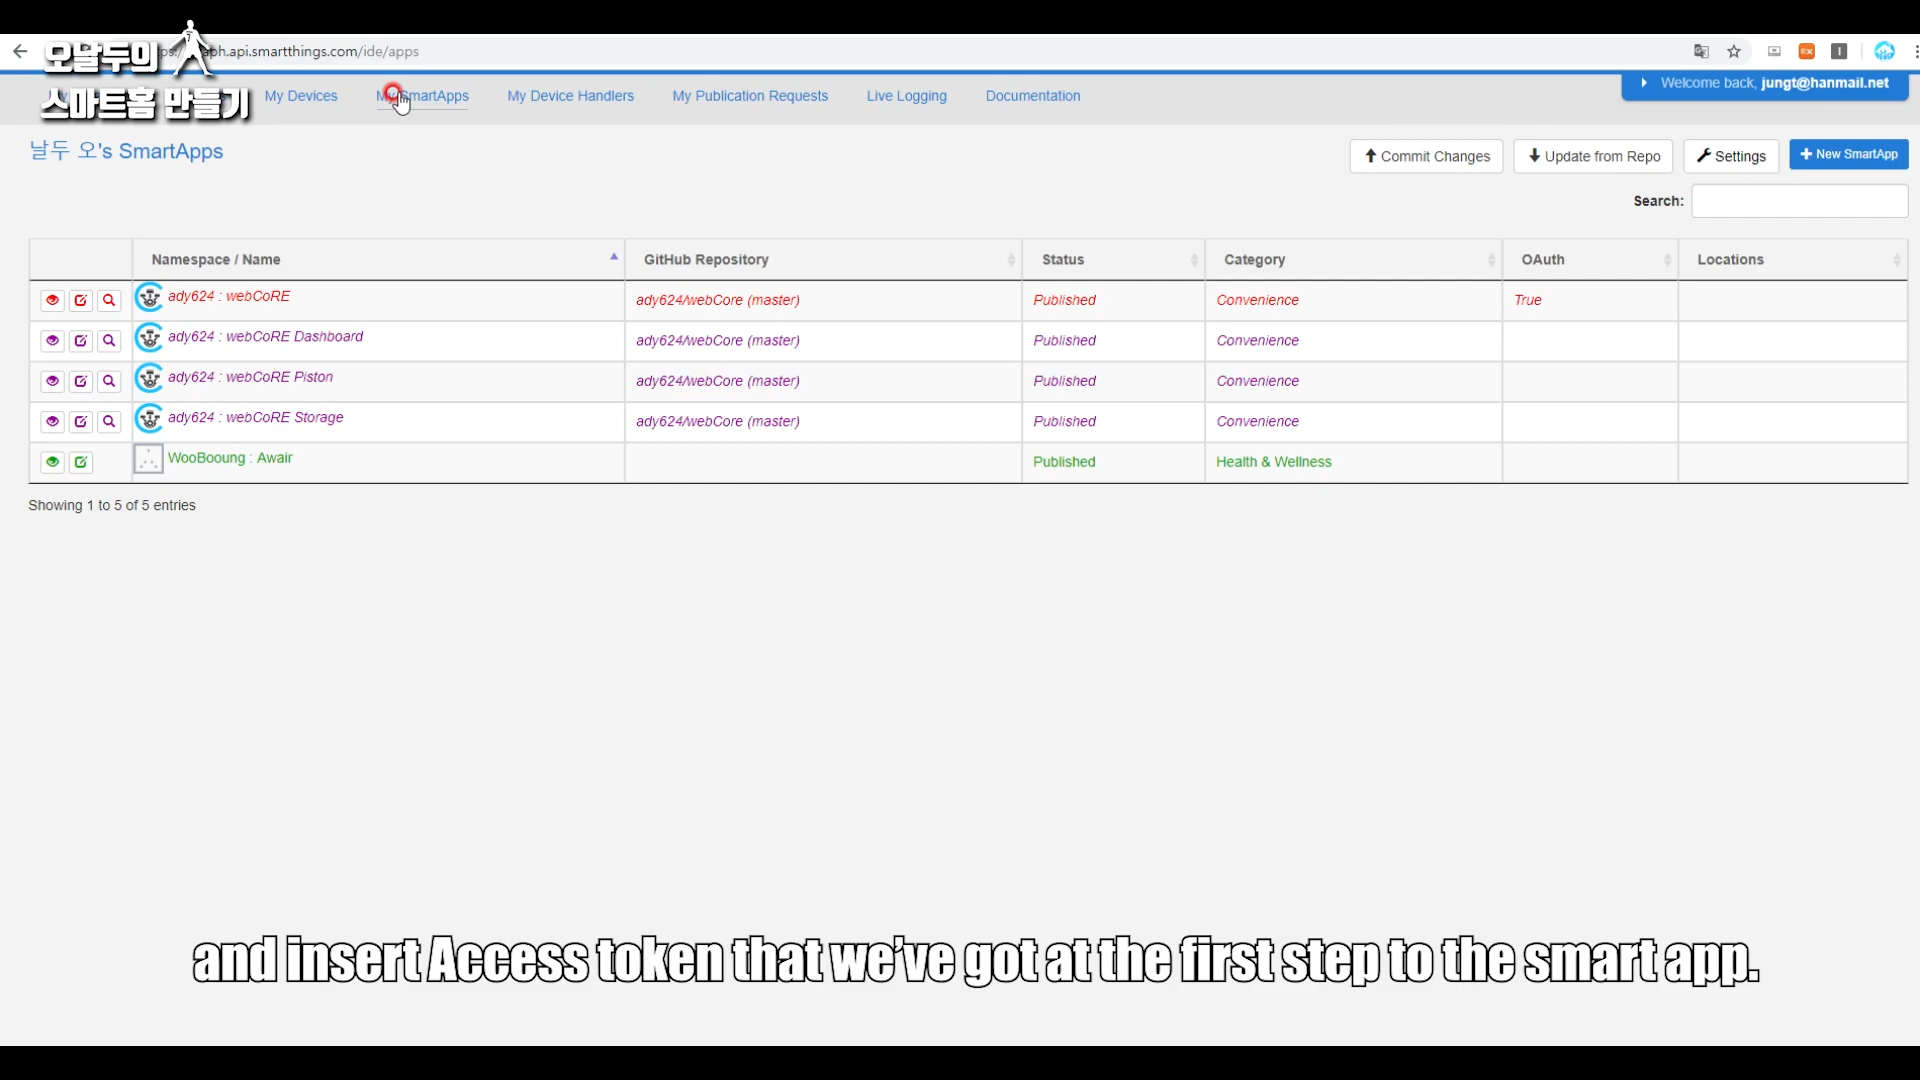 오날두의
스마트홈 만들기
aph.api.smartthings.com/ide/apps
My Devices
My SmartApps
My Device Handlers
My Publication Requests
Live Logging
Documentation
Welcome back, jungt@hanmail.net
날두 오's SmartApps
Commit Changes
Update from Repo
Settings
+ New SmartApp
Search:
Namespace / Name GitHub Repository Status Category OAuth Locations
ady624 : webCoRE ady624/webCore (master) Published Convenience True
ady624 : webCoRE Dashboard ady624/webCore (master) Published Convenience
ady624 : webCoRE Piston ady624/webCore (master) Published Convenience
ady624 : webCoRE Storage ady624/webCore (master) Published Convenience
WooBooung : Awair Published Health & Wellness
Showing 1 to 5 of 5 entries
and insert Access token that we've got at the first step to the smart app.